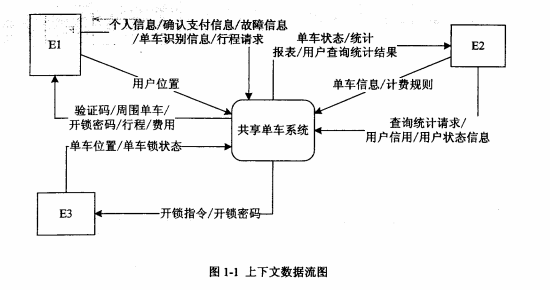 个人信息/确认支付信息/故障信息
/单车识别信息/行程请求
单车状态/统计
报表/用户查询统计结果
E1
E2
用户位置
单车信息/计费规则
验证码/周围单车/
开锁密码/行程/费用
共享单车系统
查询统计请求/
用户信用/用户状态信息
单车位置/单车锁状态
E3
开锁指令/开锁密码
图 1-1 上下文数据流图